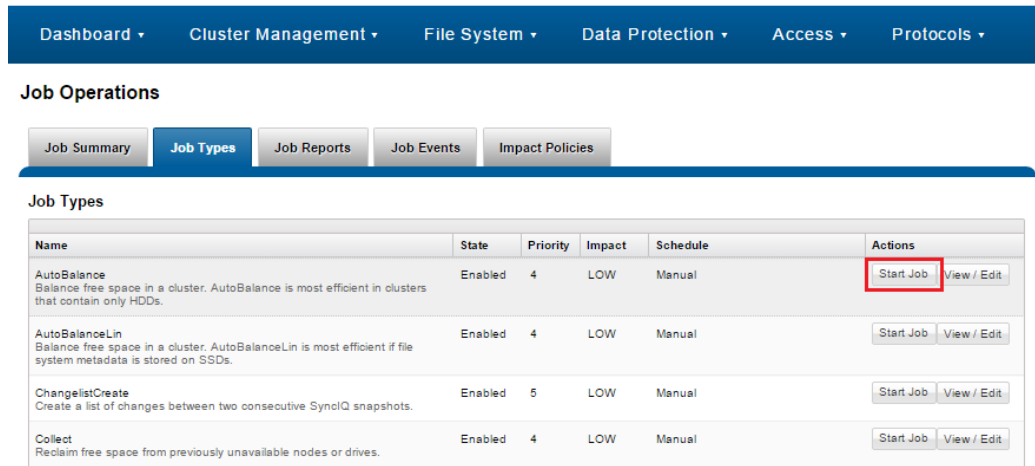 Dashboard Cluster Management File System Data Protection Access Protocols
Job Operations
Job Summary Job Types Job Reports Job Events Impact Policies
Job Types
Name State Priority Impact Schedule Actions
AutoBalance Enabled 4 LOW Manual Start Job View / Edit
Balance free space in a cluster. AutoBalance is most efficient in clusters
that contain only HDDs.
AutoBalanceLin Enabled 4 LOW Manual Start Job View / Edit
Balance free space in a cluster. AutoBalanceLin is most efficient if file
system metadata is stored on SSDs.
ChangelistCreate Enabled 5 LOW Manual Start Job View / Edit
Create a list of changes between two consecutive SyncIQ snapshots.
Collect Enabled 4 LOW Manual Start Job View / Edit
Reclaim free space from previously unavailable nodes or drives.